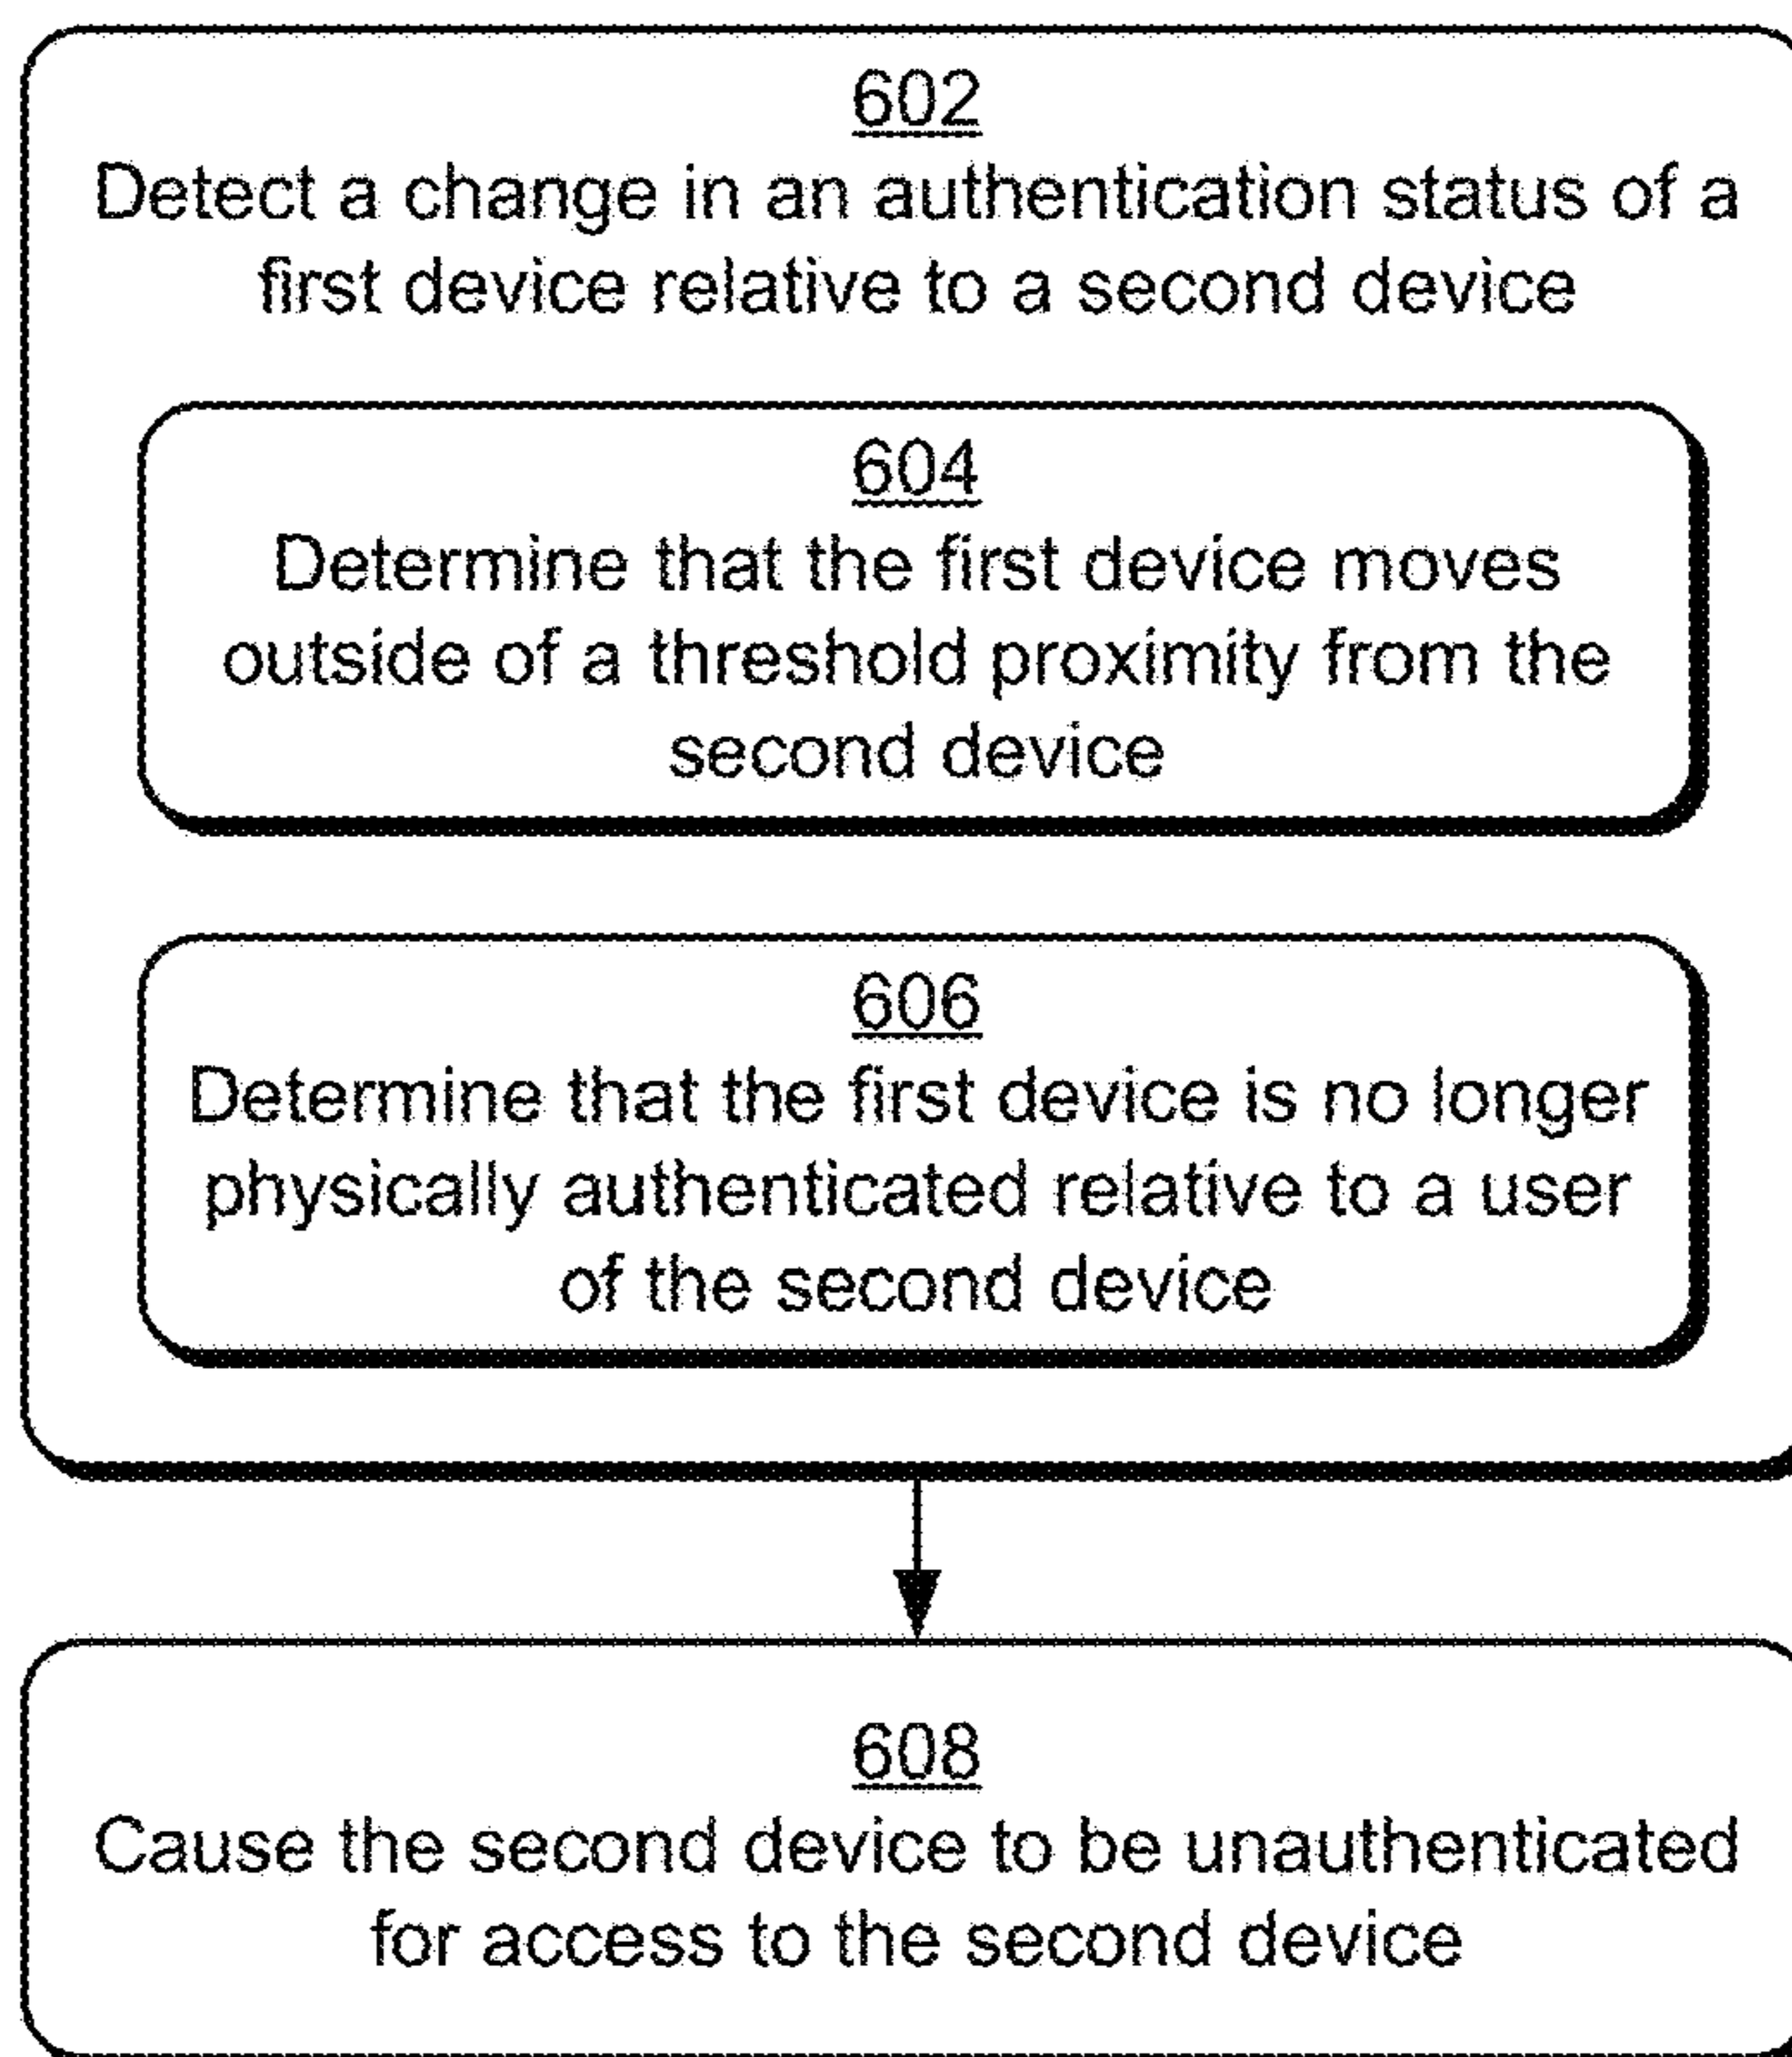 602
Detect a change in an authentication status of a
first device relative to a second device
604
Determine that the first device moves
outside of a threshold proximity from the
second device
606
Determine that the first device is no longer
physically authenticated relative to a user
of the second device
608
Cause the second device to be unauthenticated
for access to the second device